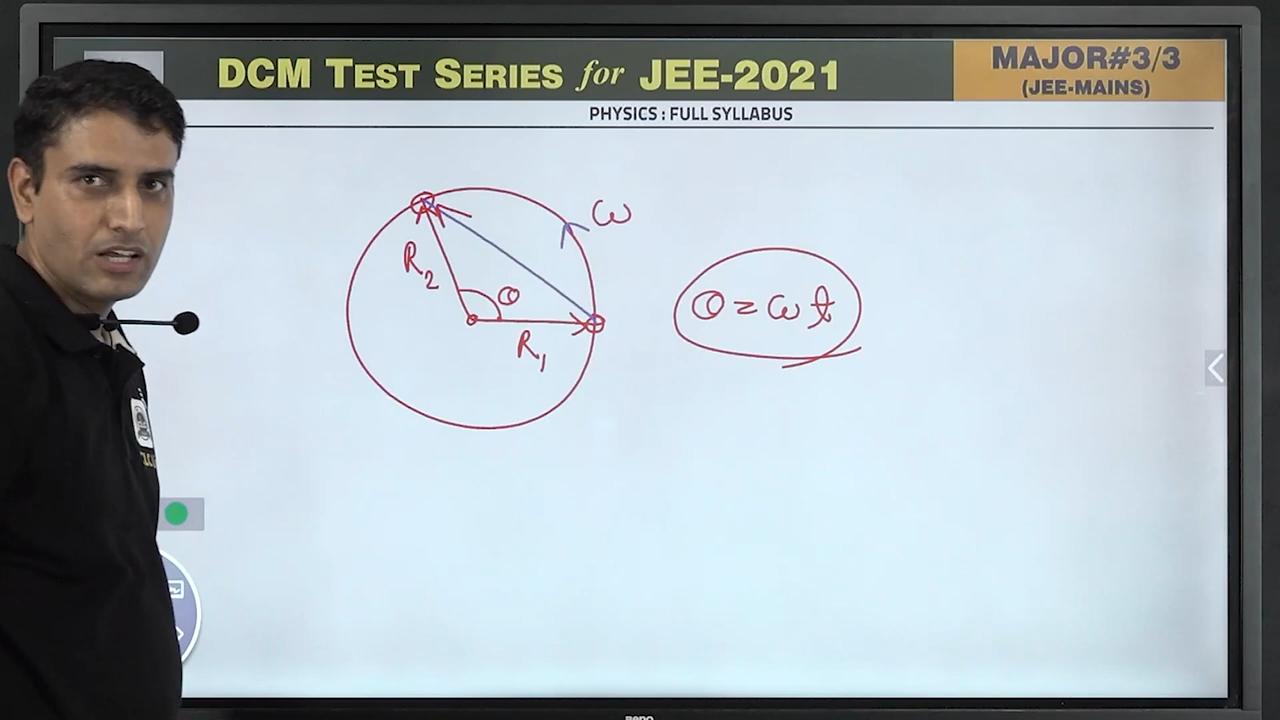 DCM TEST SERIES for JEE-2021
MAJOR#3/3
(JEE-MAINS)
PHYSICS : FULL SYLLABUS
ω
R₂
θ
θ = ωt
R₁